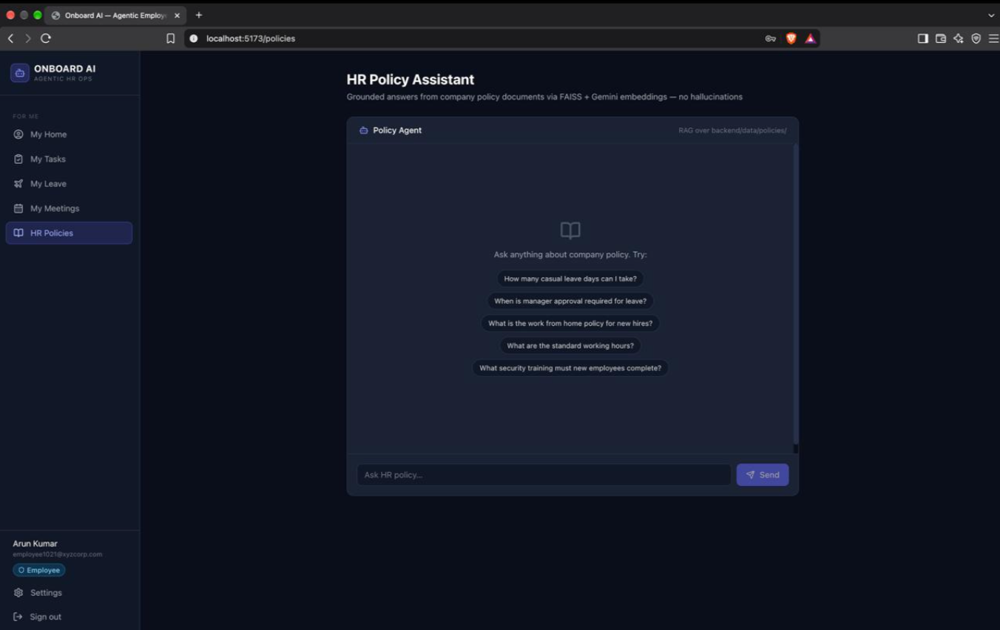 Onboard AI — Agentic Employ
localhost:5173/policies
ONBOARD AI
AGENTIC HR OPS
FOR ME
My Home
My Tasks
My Leave
My Meetings
HR Policies
Arun Kumar
employee1021@xyzcorp.com
Employee
Settings
Sign out
HR Policy Assistant
Grounded answers from company policy documents via FAISS + Gemini embeddings — no hallucinations
Policy Agent
RAG over backend/data/policies/
Ask anything about company policy. Try:
How many casual leave days can I take?
When is manager approval required for leave?
What is the work from home policy for new hires?
What are the standard working hours?
What security training must new employees complete?
Ask HR policy...
Send